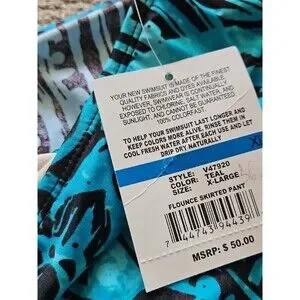 YOUR NEW SWIMSUIT IS MADE OF THE FINEST
QUALITY FABRICS AND DYES AVAILABLE.
HOWEVER, SWIMWEAR IS CONTINUALLY
EXPOSED TO CHLORINE, SALT WATER, AND
SUNLIGHT, AND CANNOT BE GUARANTEED
100% COLORFAST.
TO HELP YOUR SWIMSUIT LAST LONGER AND
KEEP COLORS MORE ALIVE, RINSE THEM IN
COOL FRESH WATER AFTER EACH USE AND LET
DRIP DRY NATURALLY
STYLE: V47920
COLOR: TEAL
SIZE: X-LARGE
FLOUNCE SKIRTED PANT
7 44743 94439
MSRP: $ 50.00